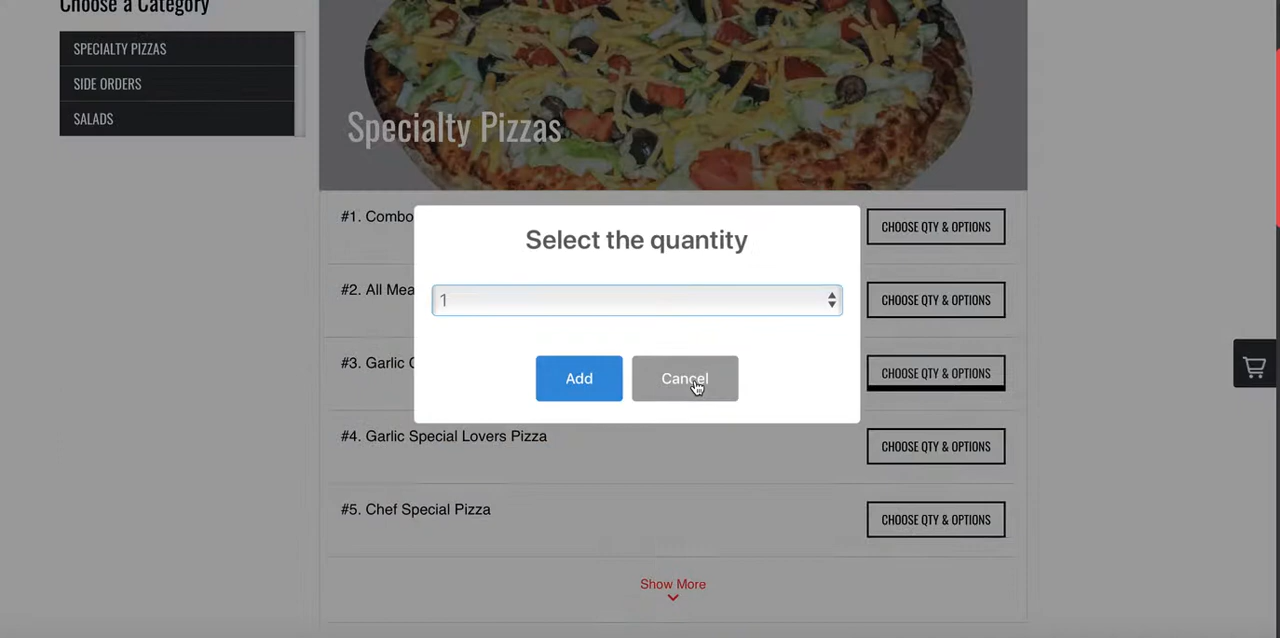 Choose a Category
SPECIALTY PIZZAS
SIDE ORDERS
SALADS
Specialty Pizzas
#1. Combo
CHOOSE QTY & OPTIONS
#2. All Mea
CHOOSE QTY & OPTIONS
#3. Garlic
CHOOSE QTY & OPTIONS
Select the quantity
1
Add
Cancel
#4. Garlic Special Lovers Pizza
CHOOSE QTY & OPTIONS
#5. Chef Special Pizza
CHOOSE QTY & OPTIONS
Show More